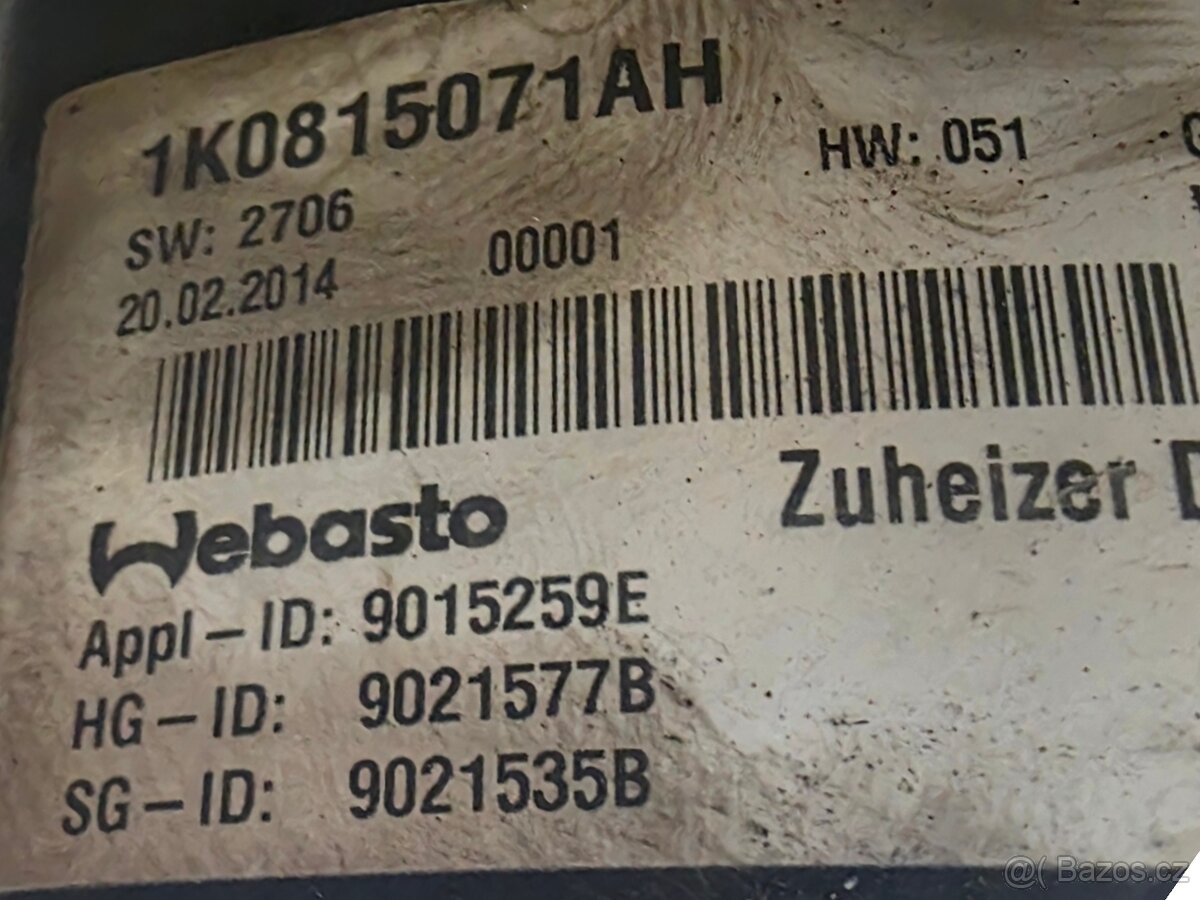 1K0815071AH
HW: 051
SW: 2706
20.02.2014 00001
Webasto
Zuheizer
Appl-ID: 9015259E
HG-ID: 9021577B
SG-ID: 9021535B
@( Bazos.cz